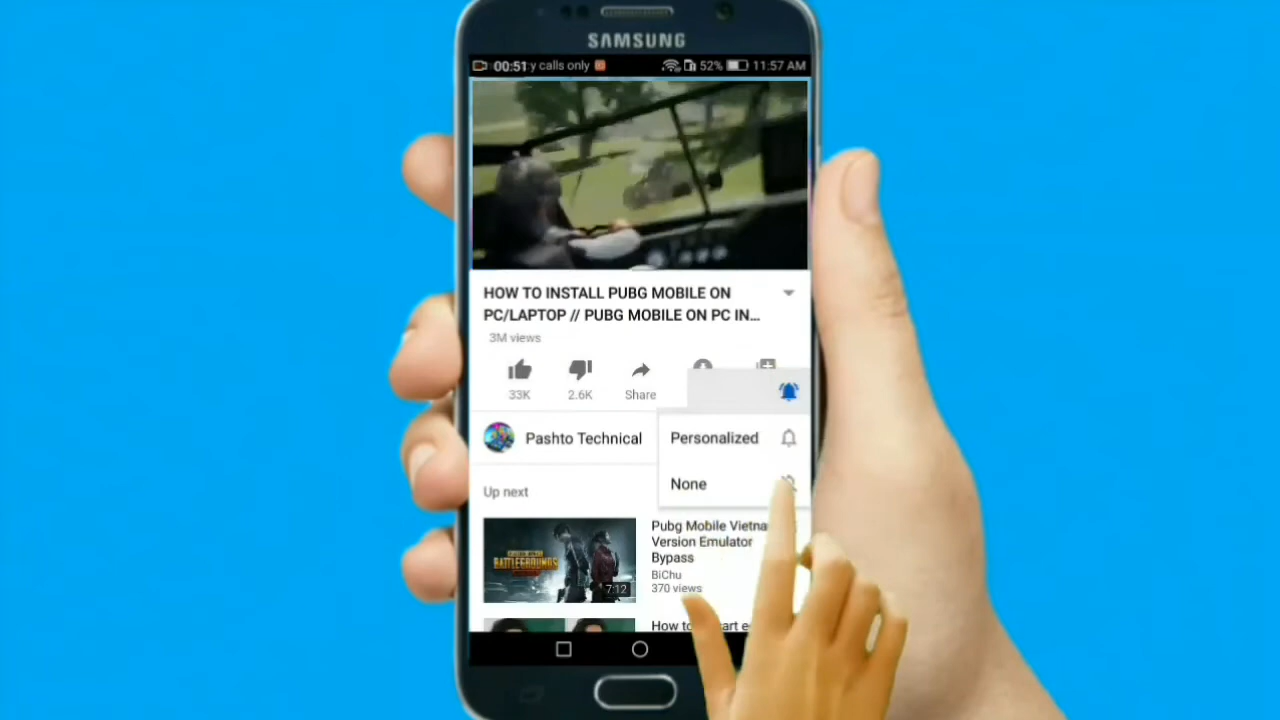 SAMSUNG
00:51 y calls only 52% 11:57 AM
HOW TO INSTALL PUBG MOBILE ON
PC/LAPTOP // PUBG MOBILE ON PC IN...
3M views
33K 2.6K Share
Pashto Technical
Personalized
None
Up next
Pubg Mobile Vietna
Version Emulator
Bypass
BiChu
370 views
BATTLEGROUNDS
7:12
How to